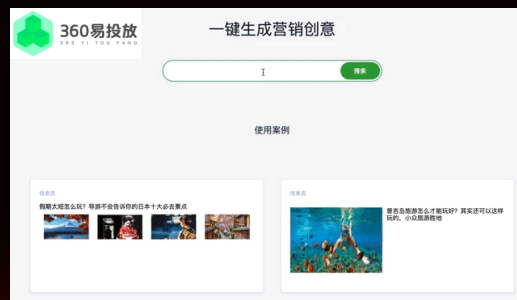 360易投放
360 YI TOU FANG
一键生成营销创意
搜索
使用案例
信息流
假期太短怎么玩？导游不会告诉你的日本十大必去景点
信息流
普吉岛旅游怎么才能玩好？其实还可以这样
玩的，小众旅游胜地